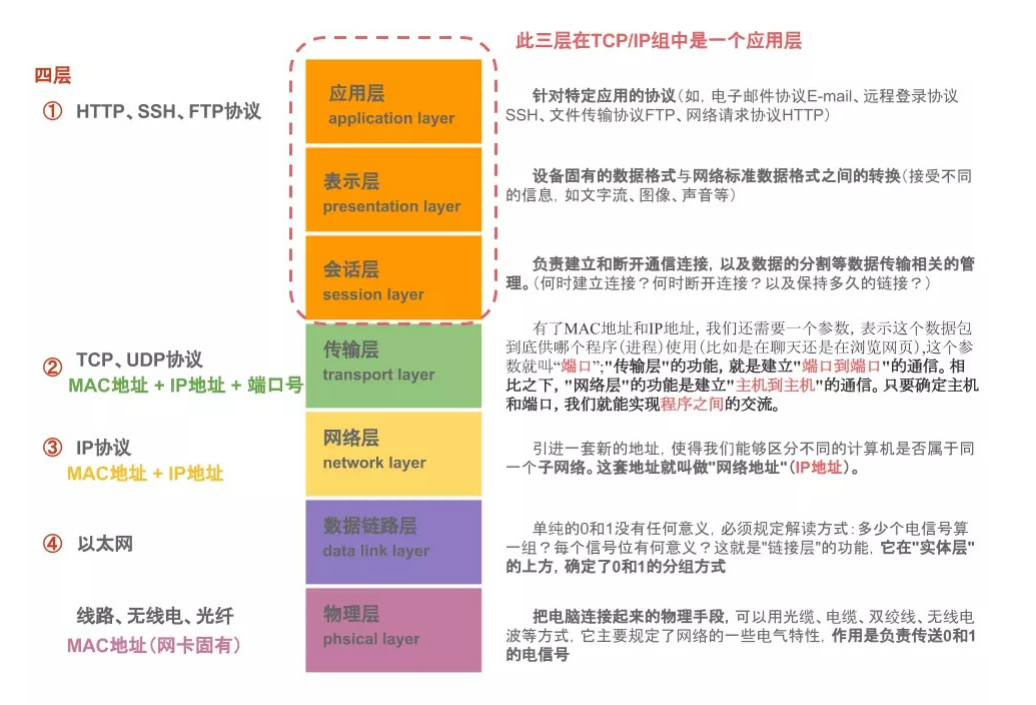 此三层在TCP/IP组中是一个应用层
四层
① HTTP、SSH、FTP协议
应用层
application layer
针对特定应用的协议(如,电子邮件协议E-mail、远程登录协议
SSH、文件传输协议FTP、网络请求协议HTTP)
表示层
presentation layer
设备固有的数据格式与网络标准数据格式之间的转换(接受不同
的信息,如文字流、图像、声音等)
会话层
session layer
负责建立和断开通信连接,以及数据的分割等数据传输相关的管
理。(何时建立连接?何时断开连接?以及保持多久的链接?)
② TCP、UDP协议
MAC地址 + IP地址 + 端口号
传输层
transport layer
有了MAC地址和IP地址,我们还需要一个参数,表示这个数据包
到底供哪个程序(进程)使用(比如是在聊天还是在浏览网页),这个参
数就叫“端口”;"传输层"的功能,就是建立"端口到端口"的通信。相
比之下,"网络层"的功能是建立"主机到主机"的通信。只要确定主机
和端口,我们就能实现程序之间的交流。
③ IP协议
MAC地址 + IP地址
网络层
network layer
引进一套新的地址,使得我们能够区分不同的计算机是否属于同
一个子网络。这套地址就叫做"网络地址"(IP地址)。
④ 以太网
数据链路层
data link layer
单纯的0和1没有任何意义,必须规定解读方式:多少个电信号算
一组?每个信号位有何意义?这就是"链接层"的功能,它在"实体层"
的上方,确定了0和1的分组方式
线路、无线电、光纤
MAC地址(网卡固有)
物理层
phsical layer
把电脑连接起来的物理手段,可以用光缆、电缆、双绞线、无线电
波等方式,它主要规定了网络的一些电气特性,作用是负责传送0和1
的电信号